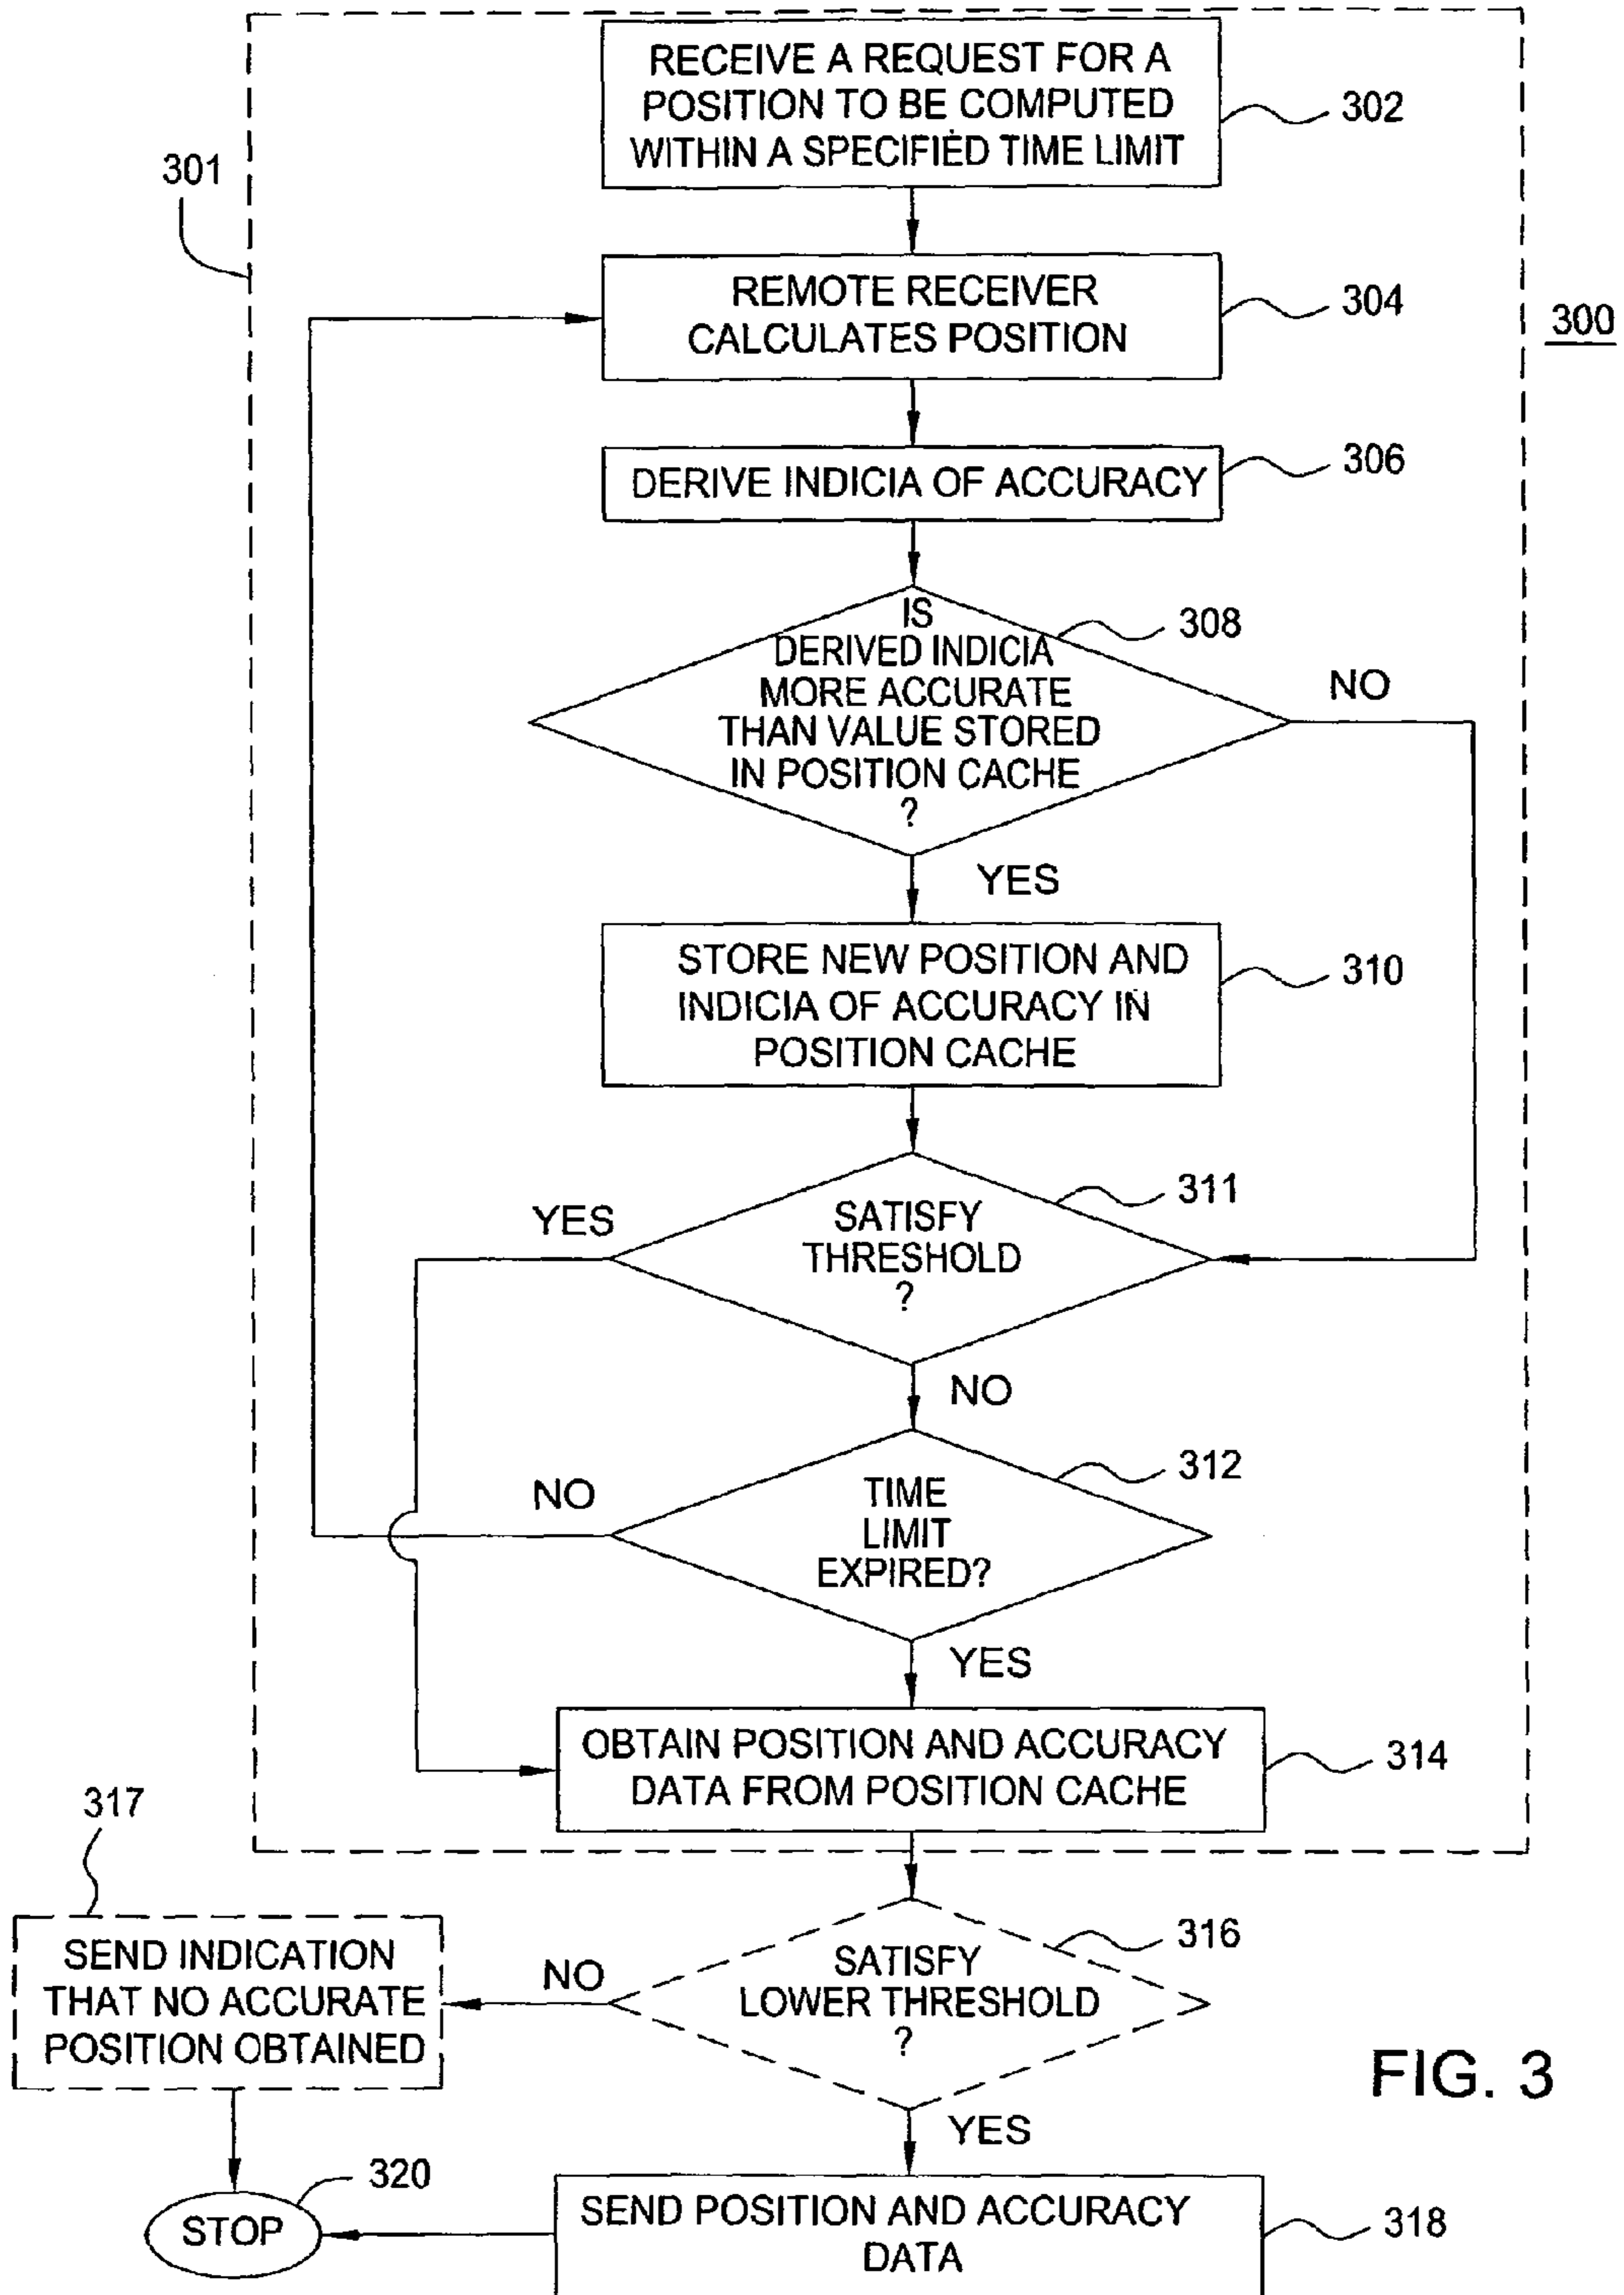 RECEIVE A REQUEST FOR A
POSITION TO BE COMPUTED
WITHIN A SPECIFIED TIME LIMIT
302
301
REMOTE RECEIVER
CALCULATES POSITION
304
300
DERIVE INDICIA OF ACCURACY
306
IS
DERIVED INDICIA
MORE ACCURATE
THAN VALUE STORED
IN POSITION CACHE
?
308
NO
YES
STORE NEW POSITION AND
INDICIA OF ACCURACY IN
POSITION CACHE
310
YES
SATISFY
THRESHOLD
?
311
NO
NO
TIME
LIMIT
EXPIRED?
312
YES
OBTAIN POSITION AND ACCURACY
DATA FROM POSITION CACHE
314
317
SEND INDICATION
THAT NO ACCURATE
POSITION OBTAINED
NO
SATISFY
LOWER THRESHOLD
?
316
FIG. 3
YES
320
STOP
SEND POSITION AND ACCURACY
DATA
318